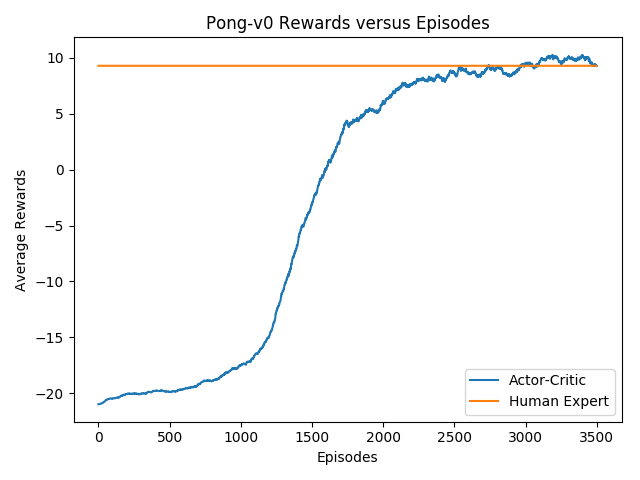 Pong-v0 Rewards versus Episodes
Average Rewards
10
5
0
−5
−10
−15
−20
0 500 1000 1500 2000 2500 3000 3500
Episodes
Actor-Critic
Human Expert